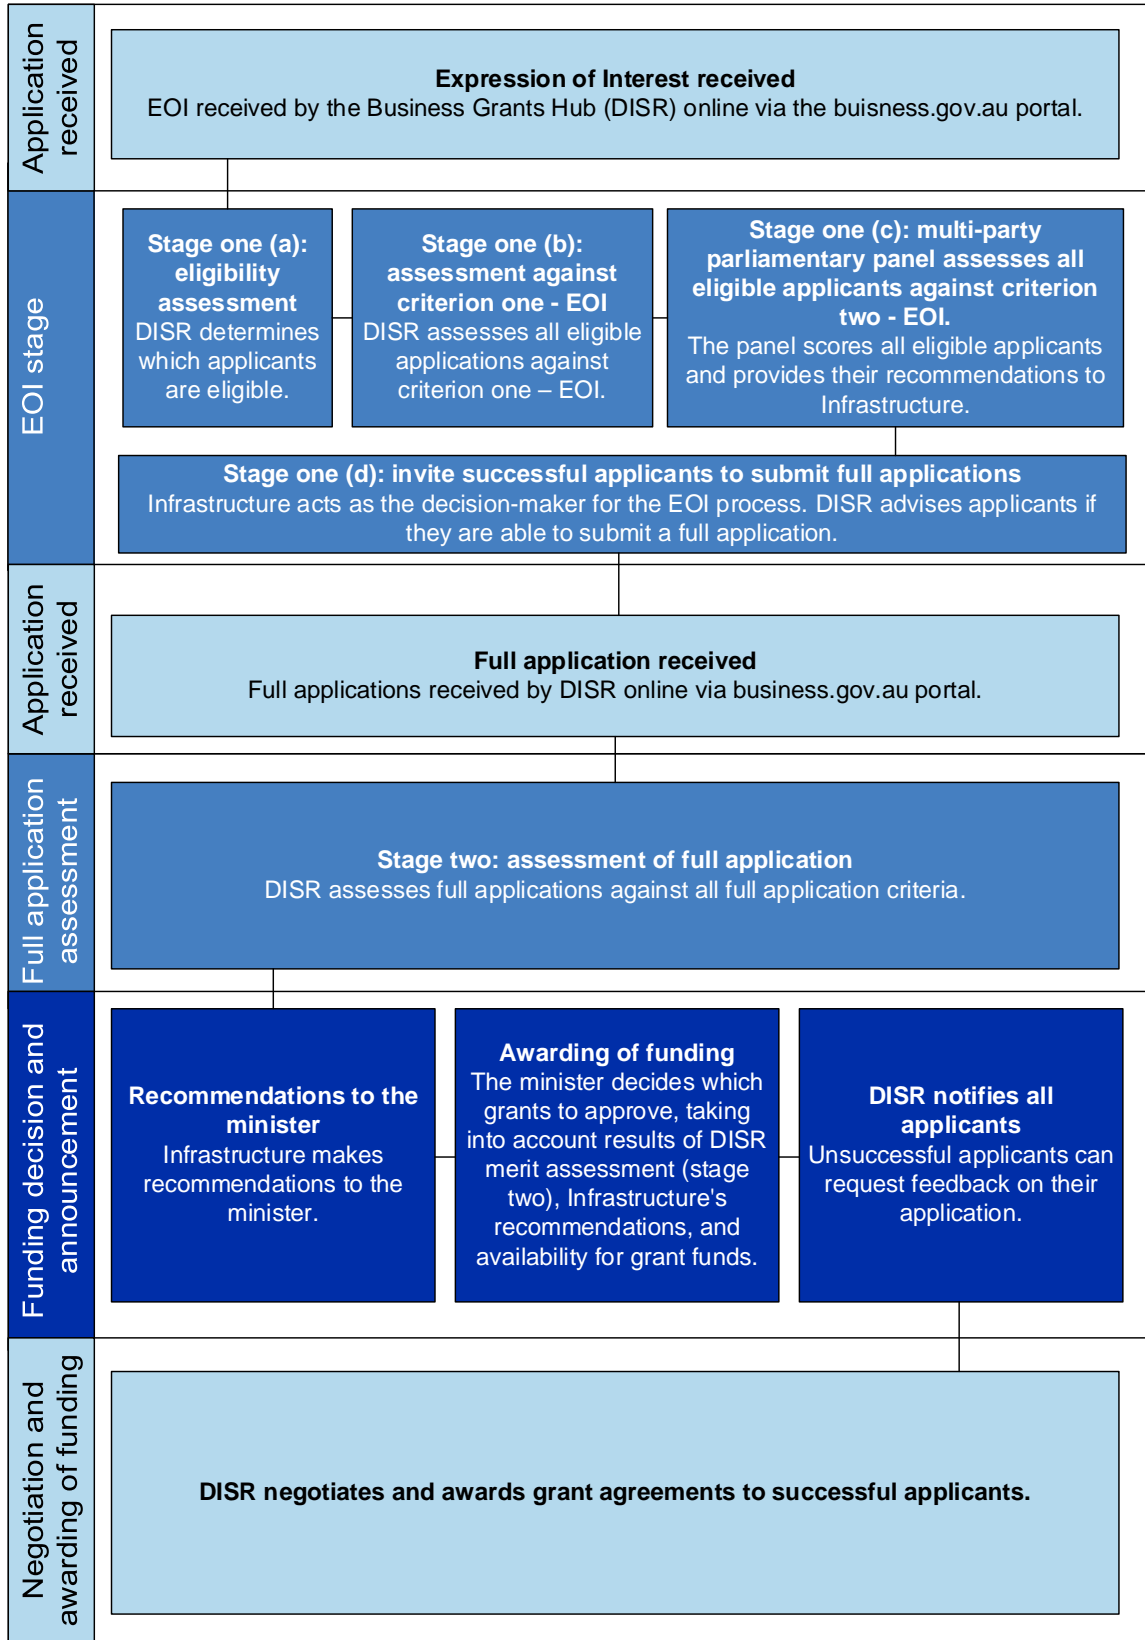 Application
received
Expression of Interest received
EOI received by the Business Grants Hub (DISR) online via the buisness.gov.au portal.
EOI stage
Stage one (a):
eligibility
assessment
DISR determines
which applicants
are eligible.
Stage one (b):
assessment against
criterion one - EOI
DISR assesses all eligible
applications against
criterion one – EOI.
Stage one (c): multi-party
parliamentary panel assesses all
eligible applicants against criterion
two - EOI.
The panel scores all eligible applicants
and provides their recommendations to
Infrastructure.
Stage one (d): invite successful applicants to submit full applications
Infrastructure acts as the decision-maker for the EOI process. DISR advises applicants if
they are able to submit a full application.
Application
received
Full application received
Full applications received by DISR online via business.gov.au portal.
Full application
assessment
Stage two: assessment of full application
DISR assesses full applications against all full application criteria.
Funding decision and
announcement
Recommendations to the
minister
Infrastructure makes
recommendations to the
minister.
Awarding of funding
The minister decides which
grants to approve, taking
into account results of DISR
merit assessment (stage
two), Infrastructure's
recommendations, and
availability for grant funds.
DISR notifies all
applicants
Unsuccessful applicants can
request feedback on their
application.
Negotiation and
awarding of funding
DISR negotiates and awards grant agreements to successful applicants.